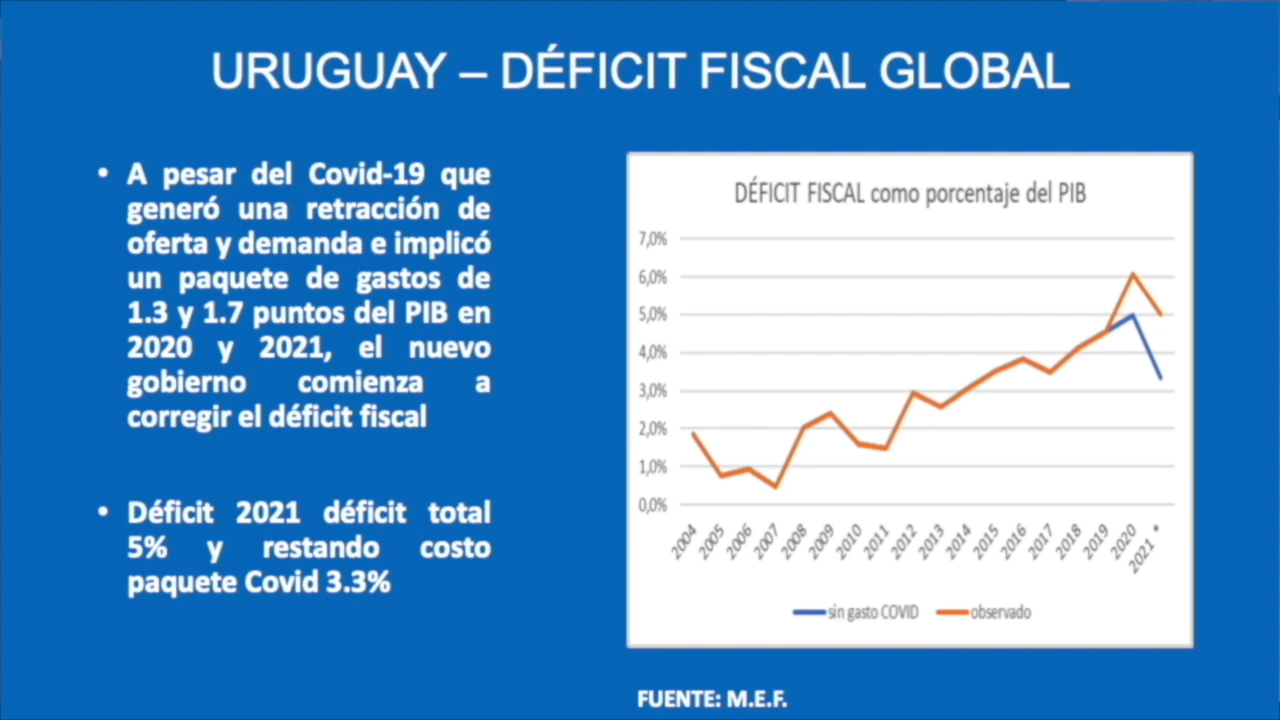 URUGUAY – DÉFICIT FISCAL GLOBAL
• A pesar del Covid-19 que
generó una retracción de
oferta y demanda e implicó
un paquete de gastos de
1.3 y 1.7 puntos del PIB en
2020 y 2021, el nuevo
gobierno comienza a
corregir el déficit fiscal
• Déficit 2021 déficit total
5% y restando costo
paquete Covid 3.3%
DÉFICIT FISCAL como porcentaje del PIB
7,0%
6,0%
5,0%
4,0%
3,0%
2,0%
1,0%
0,0%
2004 2005 2006 2007 2008 2009 2010 2011 2012 2013 2014 2015 2016 2017 2018 2019 2020 2021 *
sin gasto COVID observado
FUENTE: M.E.F.